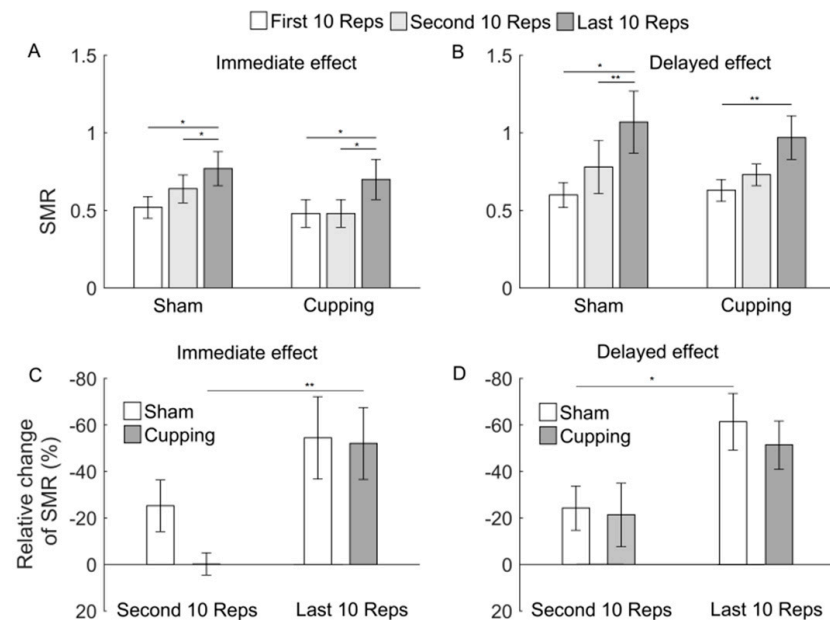 First 10 Reps Second 10 Reps Last 10 Reps
A
Immediate effect
1.5
1
0.5
0
SMR
* * * *
Sham Cupping
B
Delayed effect
1.5
1
0.5
0
* ** **
Sham Cupping
C
Immediate effect
-80
-60
-40
-20
0
20
Relative change
of SMR (%)
**
Sham
Cupping
Second 10 Reps Last 10 Reps
D
Delayed effect
-80
-60
-40
-20
0
20
*
Sham
Cupping
Second 10 Reps Last 10 Reps